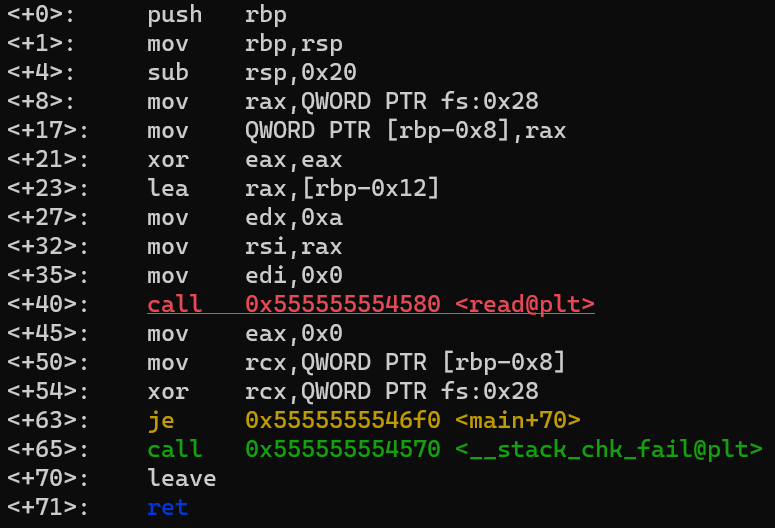 <+0>: push rbp
<+1>: mov rbp,rsp
<+4>: sub rsp,0x20
<+8>: mov rax,QWORD PTR fs:0x28
<+17>: mov QWORD PTR [rbp-0x8],rax
<+21>: xor eax,eax
<+23>: lea rax,[rbp-0x12]
<+27>: mov edx,0xa
<+32>: mov rsi,rax
<+35>: mov edi,0x0
<+40>: call 0x555555554580 <read@plt>
<+45>: mov eax,0x0
<+50>: mov rcx,QWORD PTR [rbp-0x8]
<+54>: xor rcx,QWORD PTR fs:0x28
<+63>: je 0x5555555546f0 <main+70>
<+65>: call 0x555555554570 <__stack_chk_fail@plt>
<+70>: leave
<+71>: ret